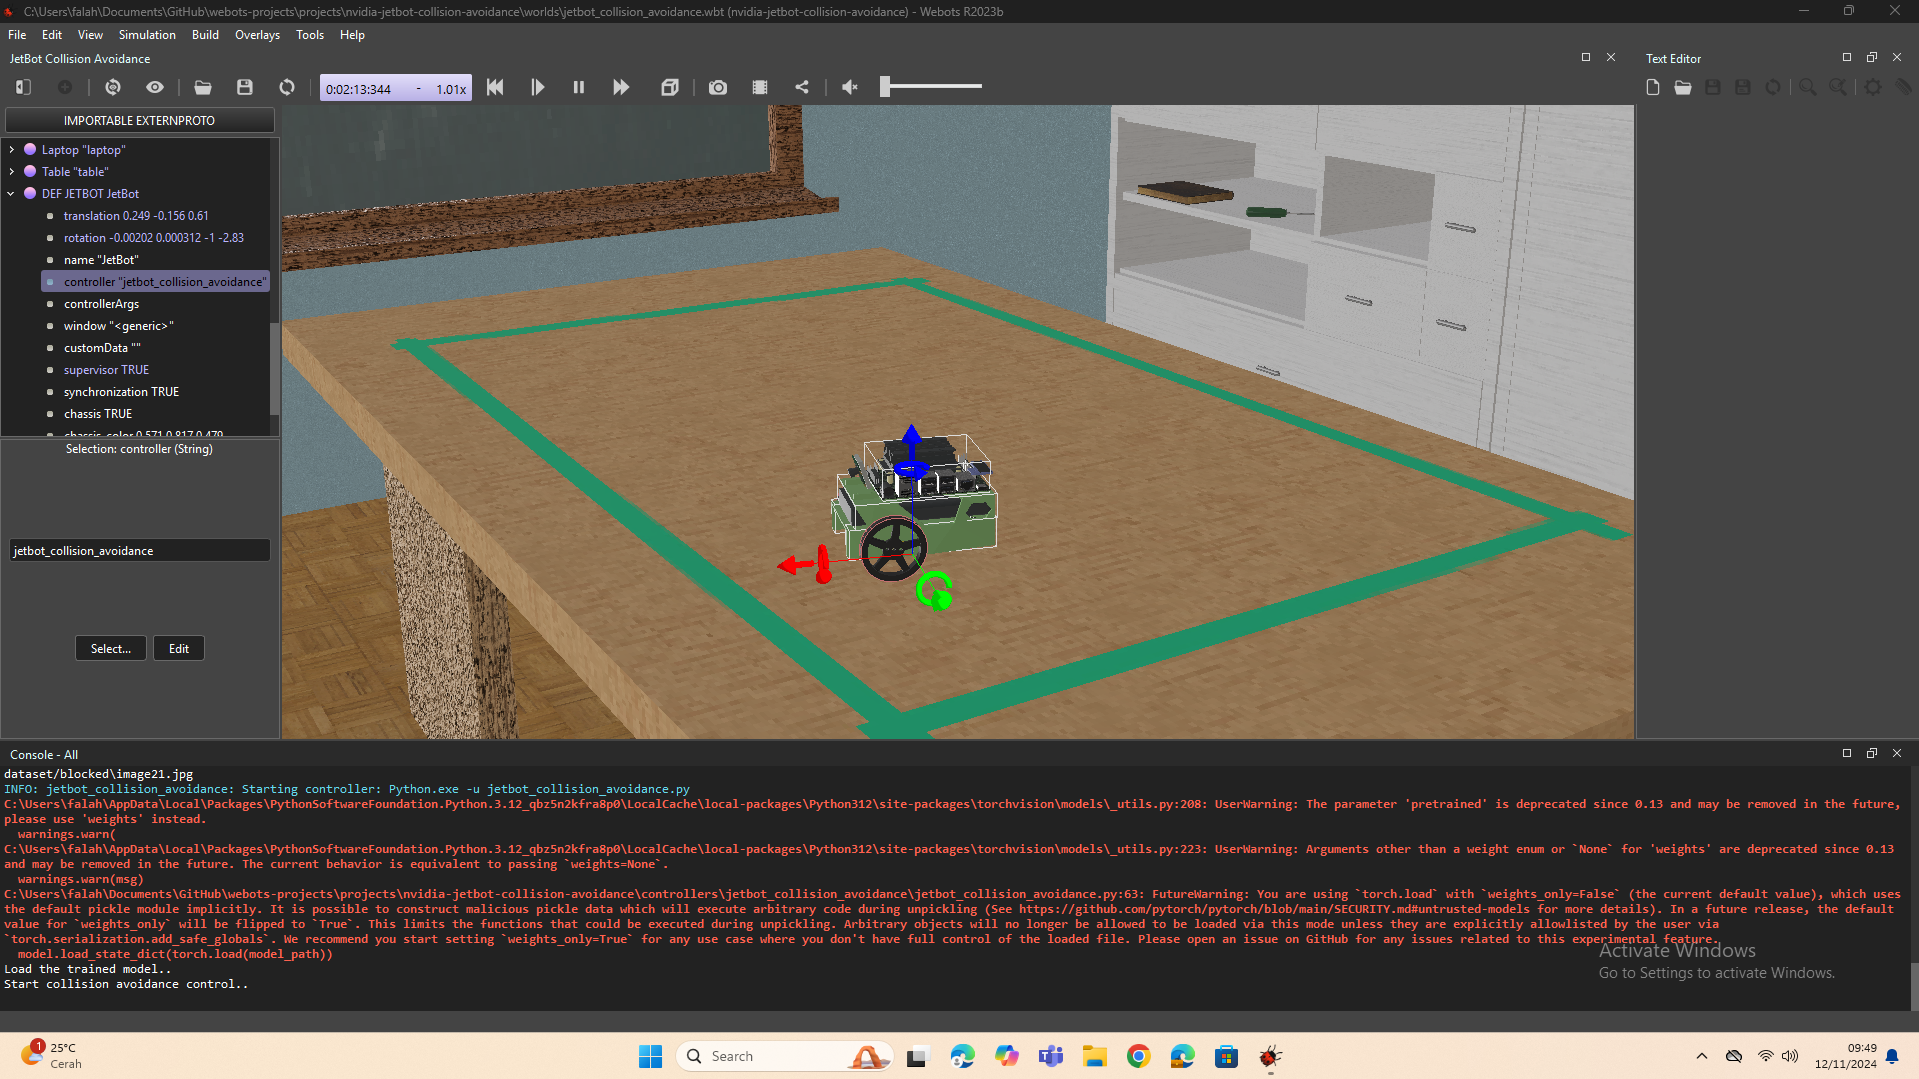 C:\Users\falah\Documents\GitHub\webots-projects\projects\nvidia-jetbot-collision-avoidance\worlds\jetbot_collision_avoidance.wbt (nvidia-jetbot-collision-avoidance) - Webots R2023b
File Edit View Simulation Build Overlays Tools Help
JetBot Collision Avoidance
Text Editor
0:02:13:344 - 1.01x
IMPORTABLE EXTERNPROTO
Laptop "laptop"
Table "table"
DEF JETBOT JetBot
translation 0.249 -0.156 0.61
rotation -0.00202 0.000312 -1 -2.83
name "JetBot"
controller "jetbot_collision_avoidance"
controllerArgs
window "<generic>"
customData ""
supervisor TRUE
synchronization TRUE
chassis TRUE
chassis_color 0.571 0.817 0.479
Selection: controller (String)
jetbot_collision_avoidance
Select... Edit
Console - All
dataset/blocked\image21.jpg
INFO: jetbot_collision_avoidance: Starting controller: Python.exe -u jetbot_collision_avoidance.py
C:\Users\falah\AppData\Local\Packages\PythonSoftwareFoundation.Python.3.12_qbz5n2kfra8p0\LocalCache\local-packages\Python312\site-packages\torchvision\models\_utils.py:208: UserWarning: The parameter 'pretrained' is deprecated since 0.13 and may be removed in the future,
please use 'weights' instead.
warnings.warn(
C:\Users\falah\AppData\Local\Packages\PythonSoftwareFoundation.Python.3.12_qbz5n2kfra8p0\LocalCache\local-packages\Python312\site-packages\torchvision\models\_utils.py:223: UserWarning: Arguments other than a weight enum or `None` for 'weights' are deprecated since 0.13
and may be removed in the future. The current behavior is equivalent to passing `weights=None`.
warnings.warn(msg)
C:\Users\falah\Documents\GitHub\webots-projects\projects\nvidia-jetbot-collision-avoidance\controllers\jetbot_collision_avoidance\jetbot_collision_avoidance.py:63: FutureWarning: You are using `torch.load` with `weights_only=False` (the current default value), which uses
the default pickle module implicitly. It is possible to construct malicious pickle data which will execute arbitrary code during unpickling (See https://github.com/pytorch/pytorch/blob/main/SECURITY.md#untrusted-models for more details). In a future release, the default
value for `weights_only` will be flipped to `True`. This limits the functions that could be executed during unpickling. Arbitrary objects will no longer be allowed to be loaded via this mode unless they are explicitly allowlisted by the user via
`torch.serialization.add_safe_globals`. We recommend you start setting `weights_only=True` for any use case where you don't have full control of the loaded file. Please open an issue on GitHub for any issues related to this experimental feature.
model.load_state_dict(torch.load(model_path))
Load the trained model..
Start collision avoidance control..
Activate Windows
Go to Settings to activate Windows.
1
25°C
Cerah
Search
09:49
12/11/2024